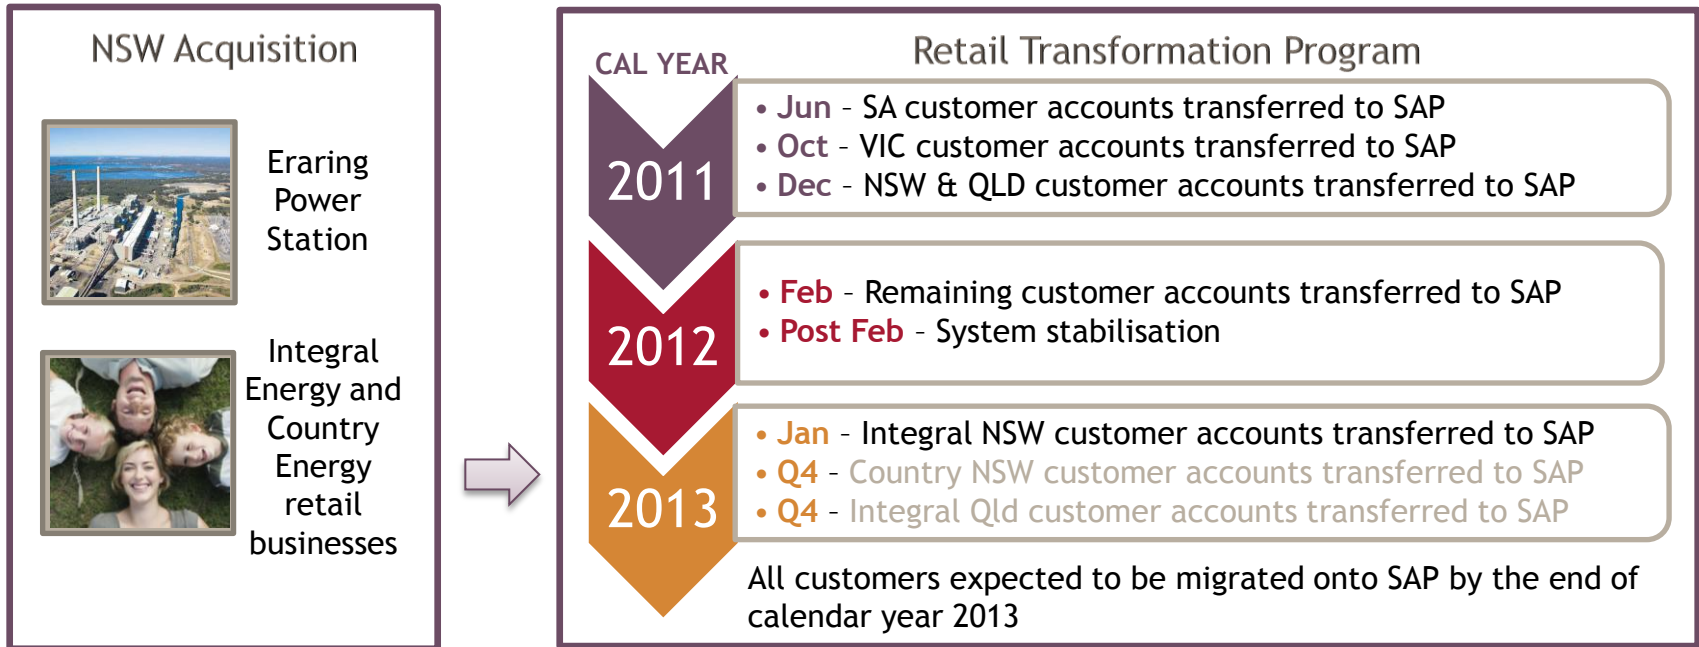 NSW Acquisition
Eraring
Power
Station
Integral
Energy and
Country
Energy
retail
businesses
Retail Transformation Program
CAL YEAR
2011
• Jun – SA customer accounts transferred to SAP
• Oct – VIC customer accounts transferred to SAP
• Dec – NSW & QLD customer accounts transferred to SAP
2012
• Feb – Remaining customer accounts transferred to SAP
• Post Feb – System stabilisation
2013
• Jan – Integral NSW customer accounts transferred to SAP
• Q4 – Country NSW customer accounts transferred to SAP
• Q4 – Integral Qld customer accounts transferred to SAP
All customers expected to be migrated onto SAP by the end of
calendar year 2013